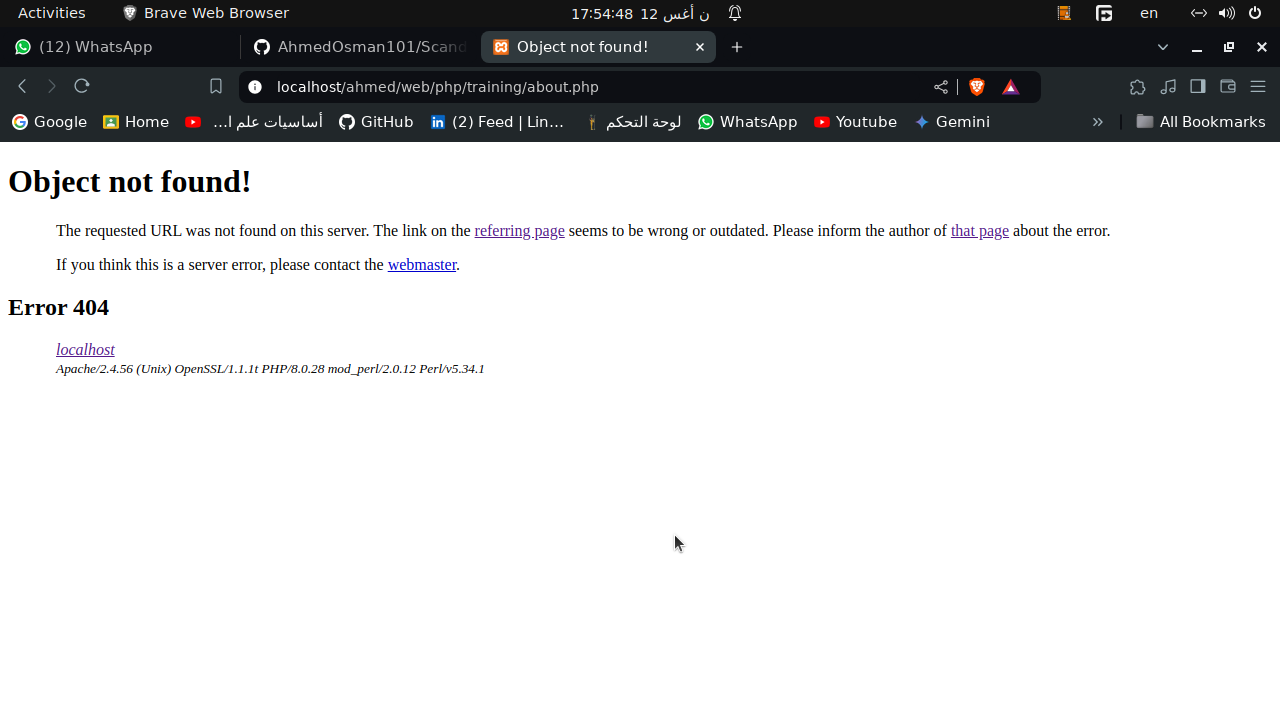 Activities Brave Web Browser 17:54:48 12 ن أغس en
(12) WhatsApp AhmedOsman101/Scand Object not found!
localhost/ahmed/web/php/training/about.php
Google Home أساسيات علم ا... GitHub (2) Feed | Lin... لوحة التحكم WhatsApp Youtube Gemini » All Bookmarks
Object not found!
The requested URL was not found on this server. The link on the referring page seems to be wrong or outdated. Please inform the author of that page about the error.
If you think this is a server error, please contact the webmaster.
Error 404
localhost
Apache/2.4.56 (Unix) OpenSSL/1.1.1t PHP/8.0.28 mod_perl/2.0.12 Perl/v5.34.1